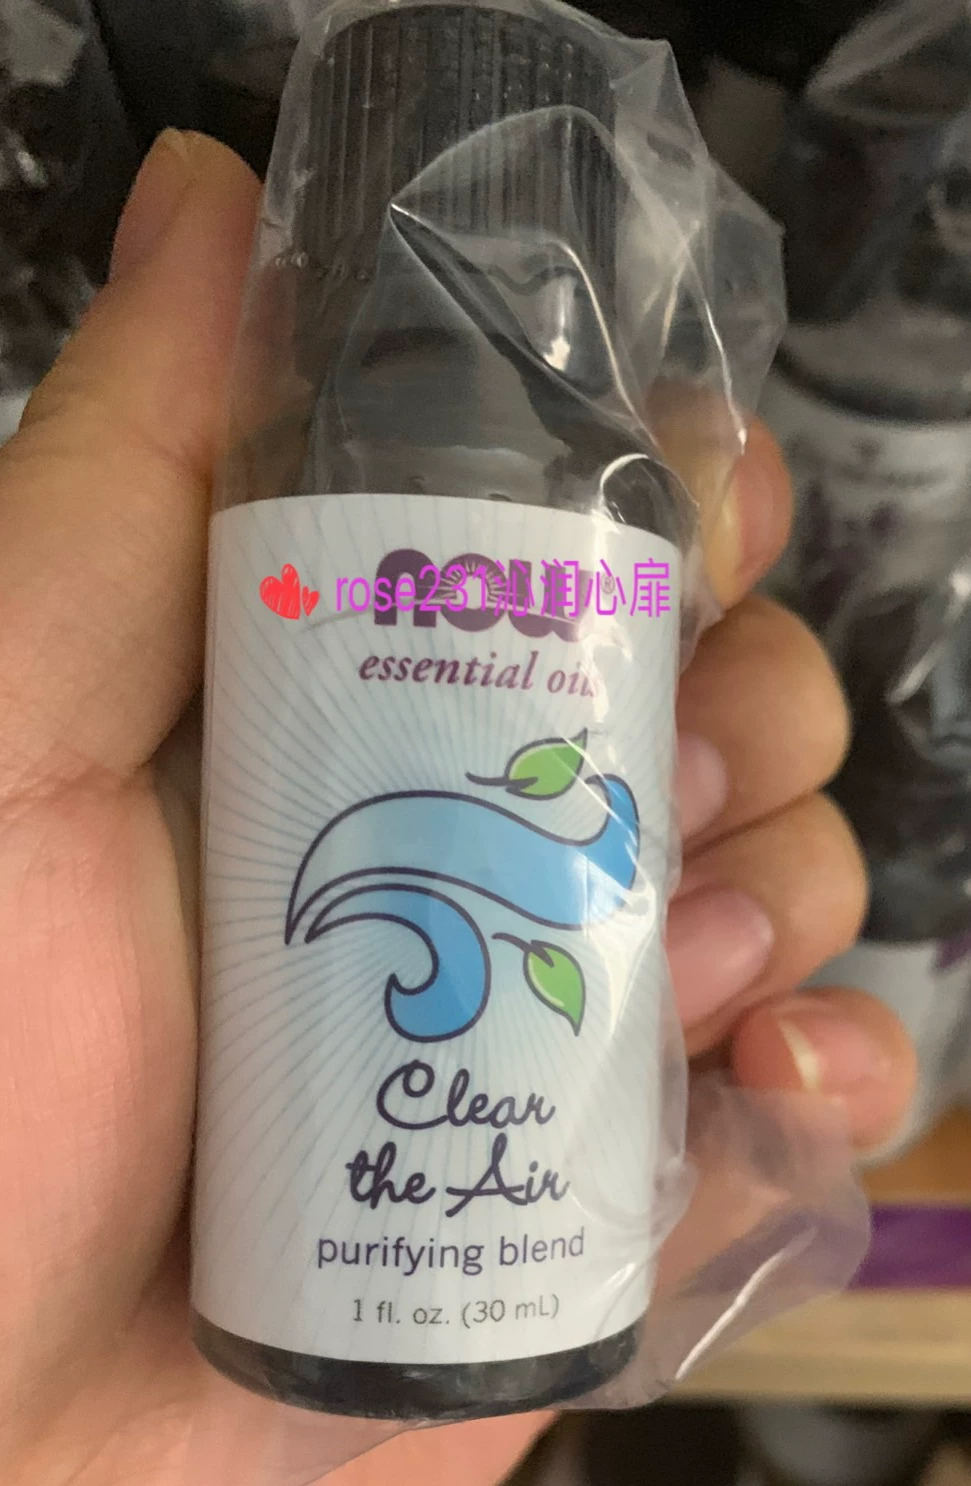 now®
rose231沁润心扉
essential oils
Clear
the Air
purifying blend
1 fl. oz. (30 mL)